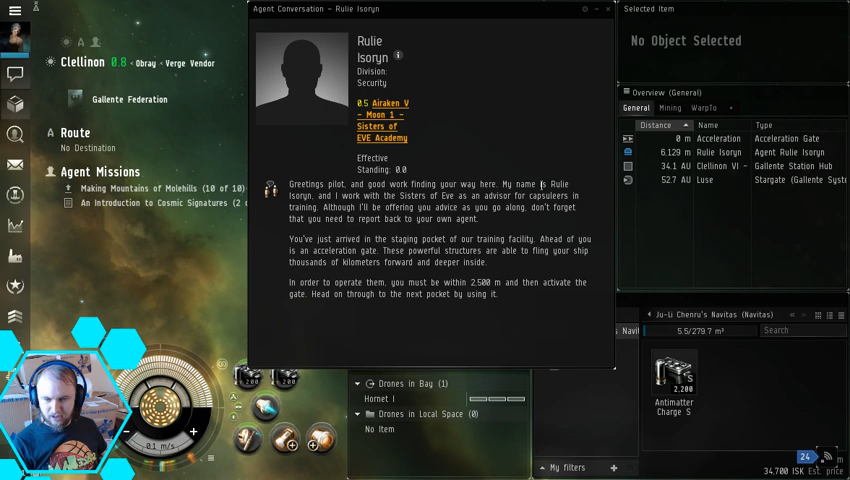 Agent Conversation - Rulie Isoryn
Rulie
Isoryn
Division:
Security
0.5 Airaken V
- Moon 1 -
Sisters of
EVE Academy
Effective
Standing: 0.0
Greetings pilot, and good work finding your way here. My name is Rulie
Isoryn, and I work with the Sisters of Eve as an advisor for capsuleers in
training. Although I'll be offering you advice as you go along, don't forget
that you need to report back to your own agent.
You've just arrived in the staging pocket of our training facility. Ahead of you
is an acceleration gate. These powerful structures are able to fling your ship
thousands of kilometers forward and deeper inside.
In order to operate them, you must be within 2,500 m and then activate the
gate. Head on through to the next pocket by using it.
Clellinon 0.8 < Obray < Verge Vendor
Gallente Federation
Route
No Destination
Agent Missions
Making Mountains of Molehills (10 of 10)
An Introduction to Cosmic Signatures (2 o
Selected Item
No Object Selected
Overview (General)
General Mining WarpTo +
Distance Name Type
0 m Acceleration Acceleration Gate
6,129 m Rulie Isoryn Agent Rulie Isoryn
34.1 AU Clellinon VI - Gallente Station Hub
52.7 AU Luse Stargate (Gallente Syste
Ju-Li Chenru's Navitas (Navitas)
Navi
5.5/279.7 m³ Search
S
2,200
Antimatter
Charge S
200 200
0.1 m/s
Drones in Bay (1)
Hornet I
Drones in Local Space (0)
No Item
My filters +
24 m
34,700 ISK Est. price